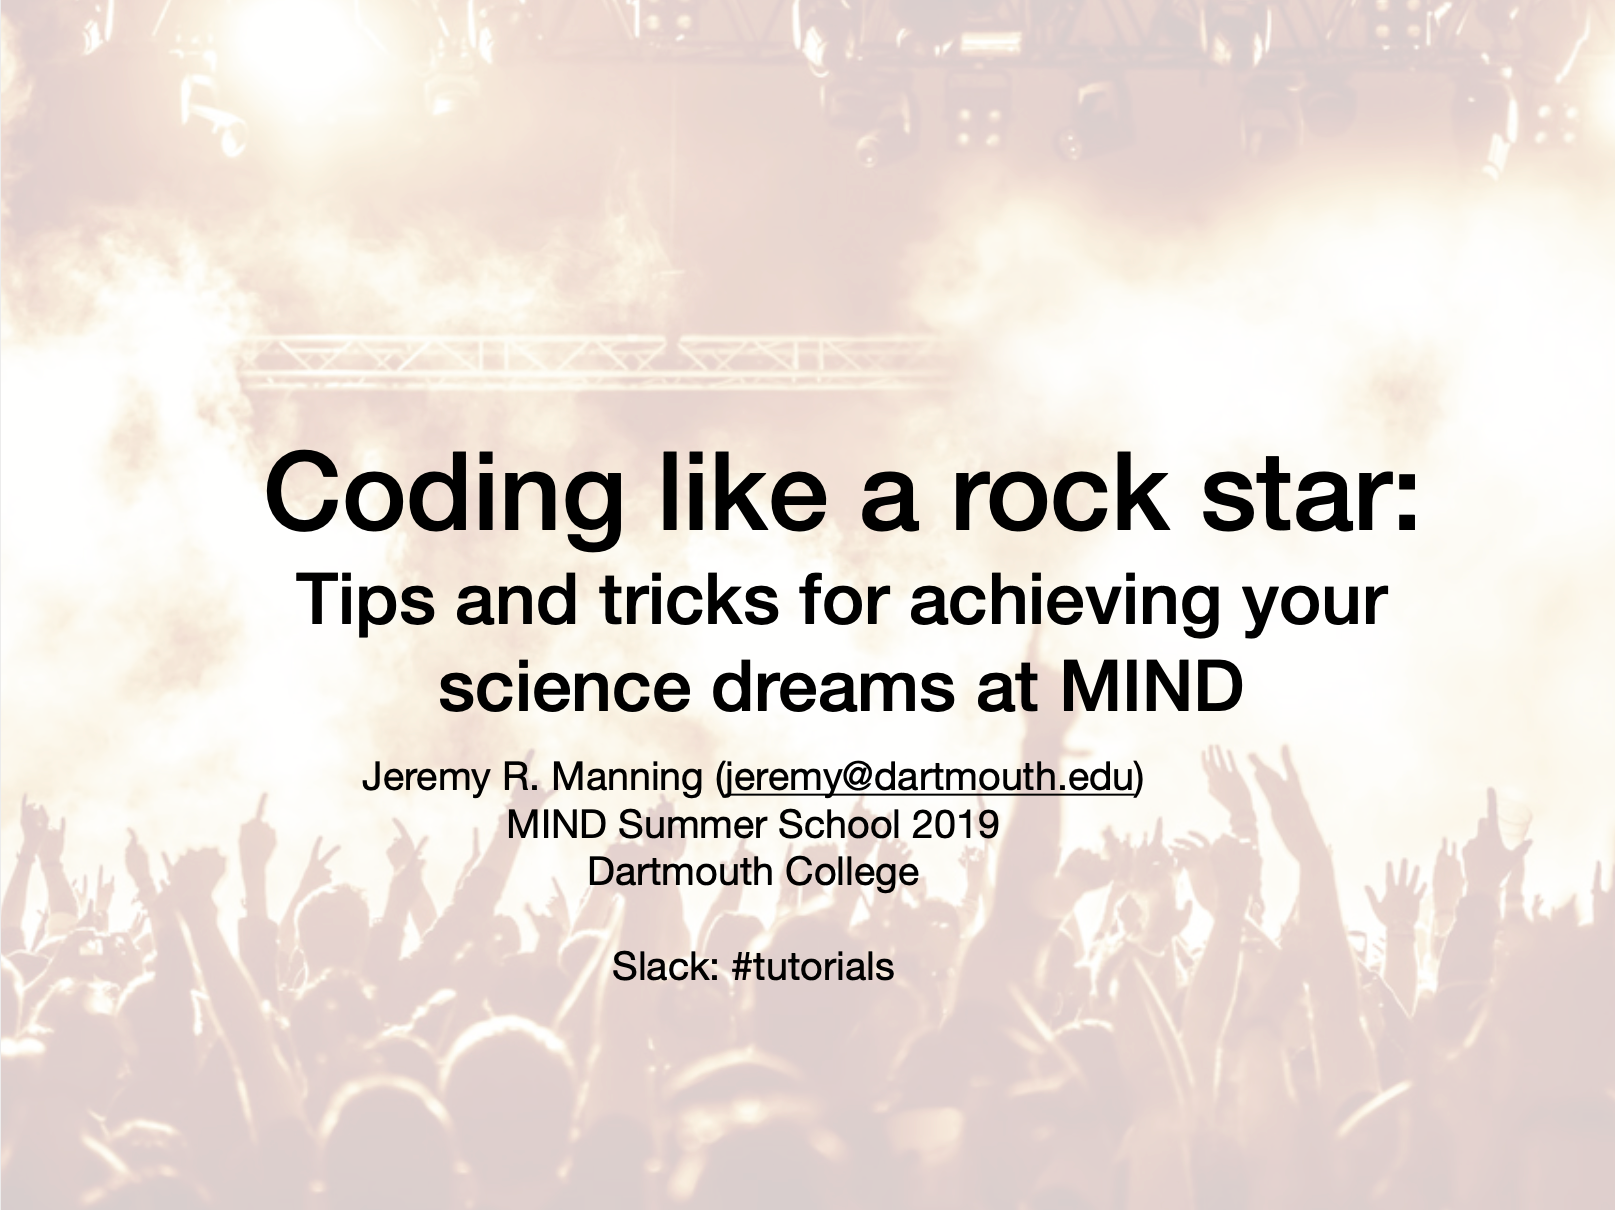 Coding like a rock star:
Tips and tricks for achieving your
science dreams at MIND
Jeremy R. Manning (jeremy@dartmouth.edu)
MIND Summer School 2019
Dartmouth College
Slack: #tutorials